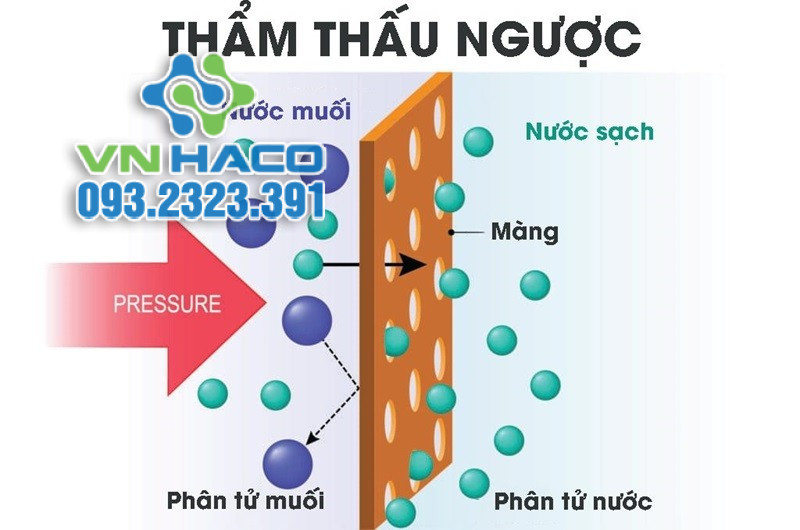 THẨM THẤU NGƯỢC
Nước muối
VN HACO
093.2323.391
Nước sạch
Màng
PRESSURE
Phân tử muối
Phân tử nước